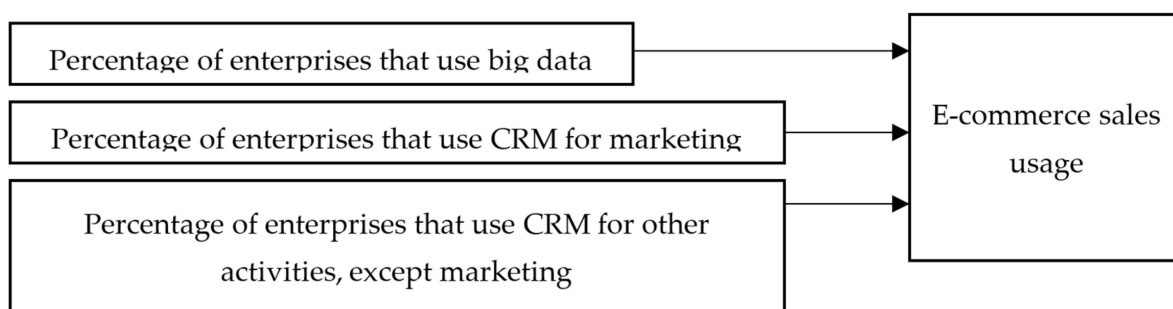 Percentage of enterprises that use big data
Percentage of enterprises that use CRM for marketing
Percentage of enterprises that use CRM for other
activities, except marketing
E-commerce sales
usage